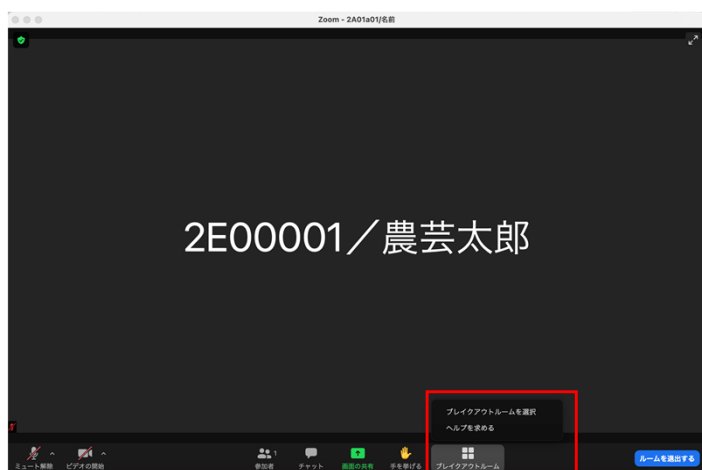 Zoom - 2A01a01/名前
2E00001／農芸太郎
ブレイクアウトルームを選択
ヘルプを求める
ミュート解除
ビデオの開始
1
参加者
チャット
画面の共有
手を挙げる
ブレイクアウトルーム
ルームを退出する